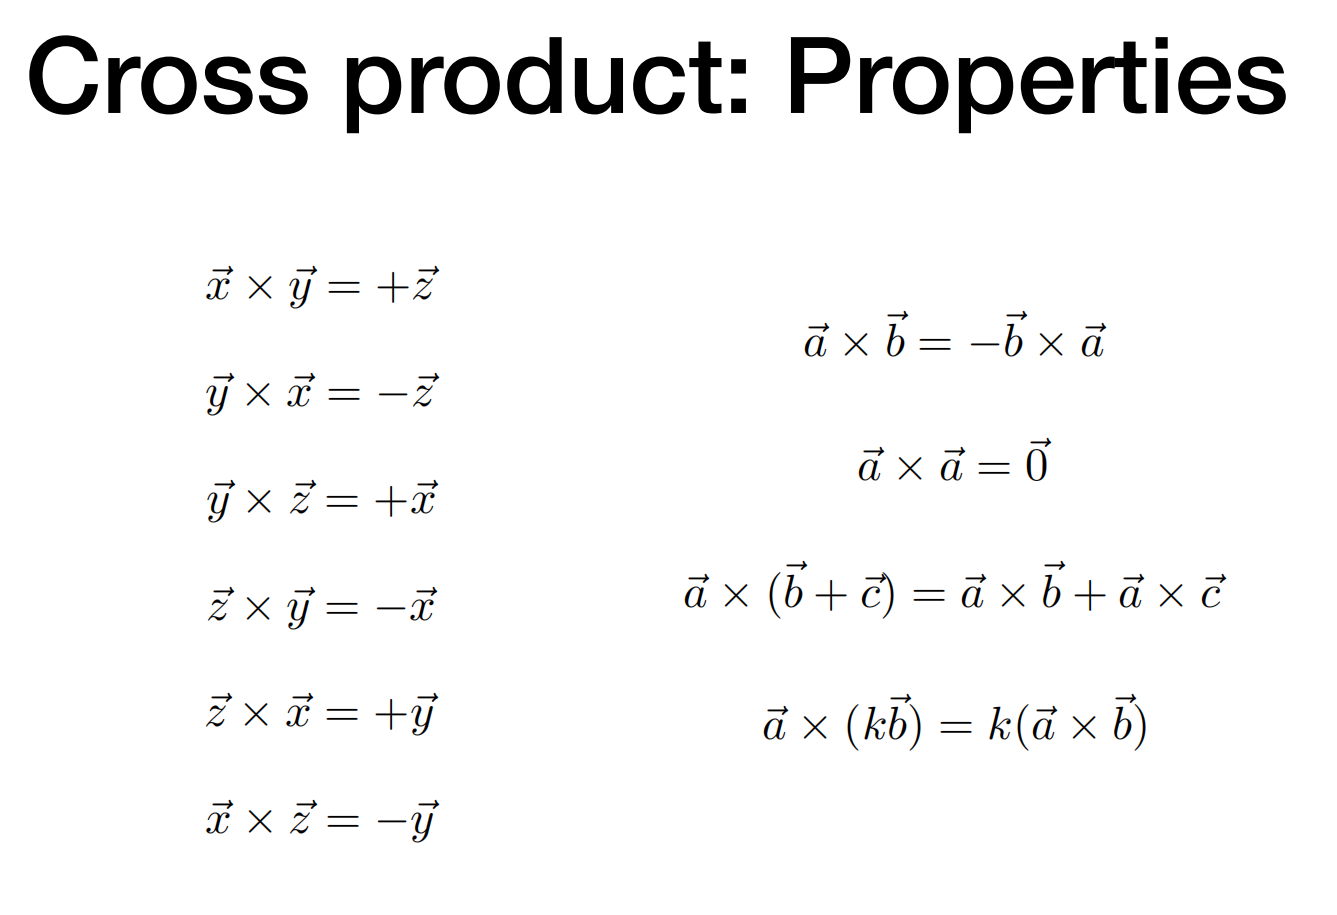 Cross product: Properties
$\vec{x} \times \vec{y} = +\vec{z}$
$\vec{y} \times \vec{x} = -\vec{z}$
$\vec{y} \times \vec{z} = +\vec{x}$
$\vec{z} \times \vec{y} = -\vec{x}$
$\vec{z} \times \vec{x} = +\vec{y}$
$\vec{x} \times \vec{z} = -\vec{y}$
$\vec{a} \times \vec{b} = -\vec{b} \times \vec{a}$
$\vec{a} \times \vec{a} = \vec{0}$
$\vec{a} \times (\vec{b} + \vec{c}) = \vec{a} \times \vec{b} + \vec{a} \times \vec{c}$
$\vec{a} \times (k\vec{b}) = k(\vec{a} \times \vec{b})$